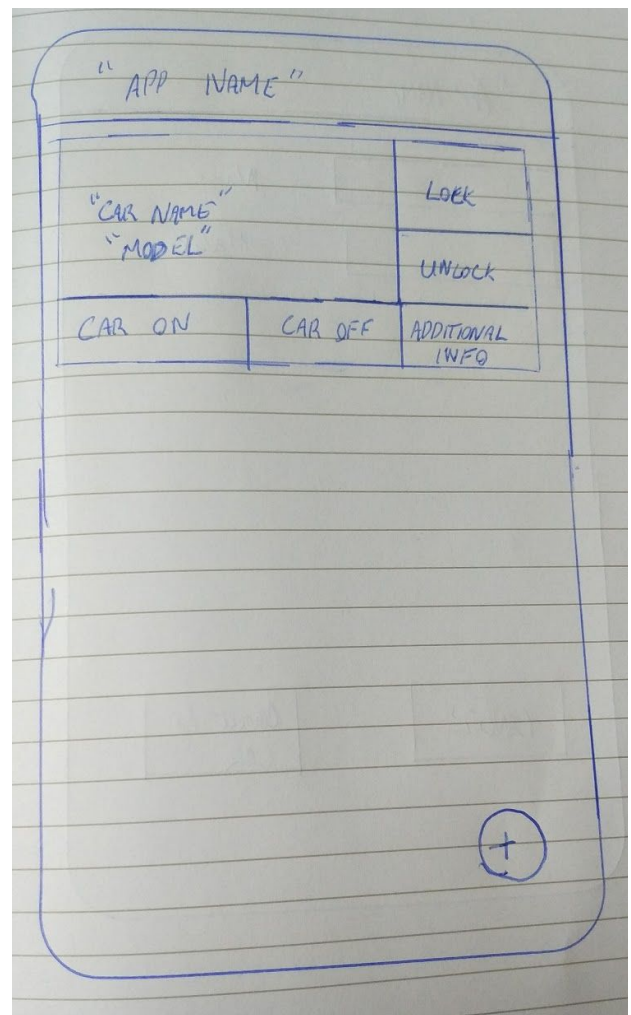 "APP NAME"
"CAR NAME"
"MODEL"
LOCK
UNLOCK
CAR ON
CAR OFF
ADDITIONAL
INFO
+